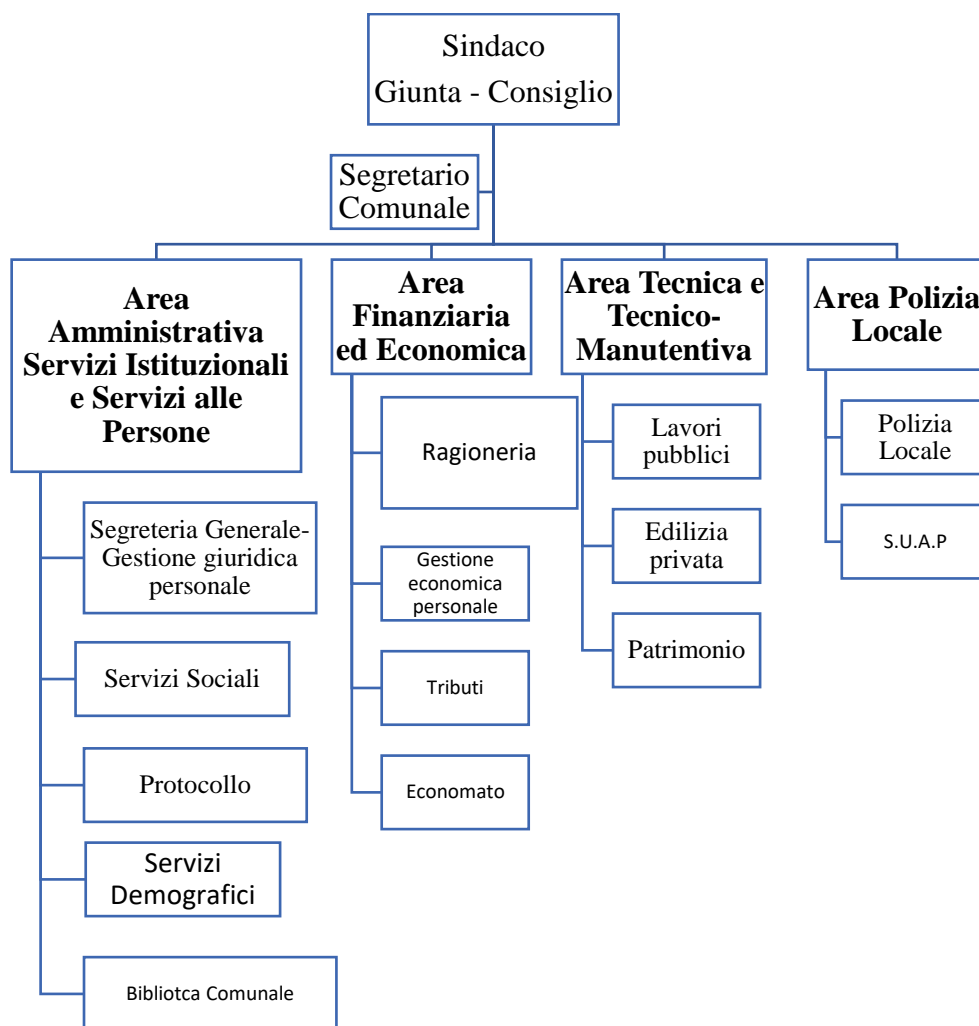 Sindaco
Giunta - Consiglio
Segretario
Comunale
Area
Amministrativa
Servizi Istituzionali
e Servizi alle
Persone
Segreteria Generale-
Gestione giuridica
personale
Servizi Sociali
Protocollo
Servizi
Demografici
Bibliotca Comunale
Area
Finanziaria
ed Economica
Ragioneria
Gestione
economica
personale
Tributi
Economato
Area Tecnica e
Tecnico-
Manutentiva
Lavori
pubblici
Edilizia
privata
Patrimonio
Area Polizia
Locale
Polizia
Locale
S.U.A.P